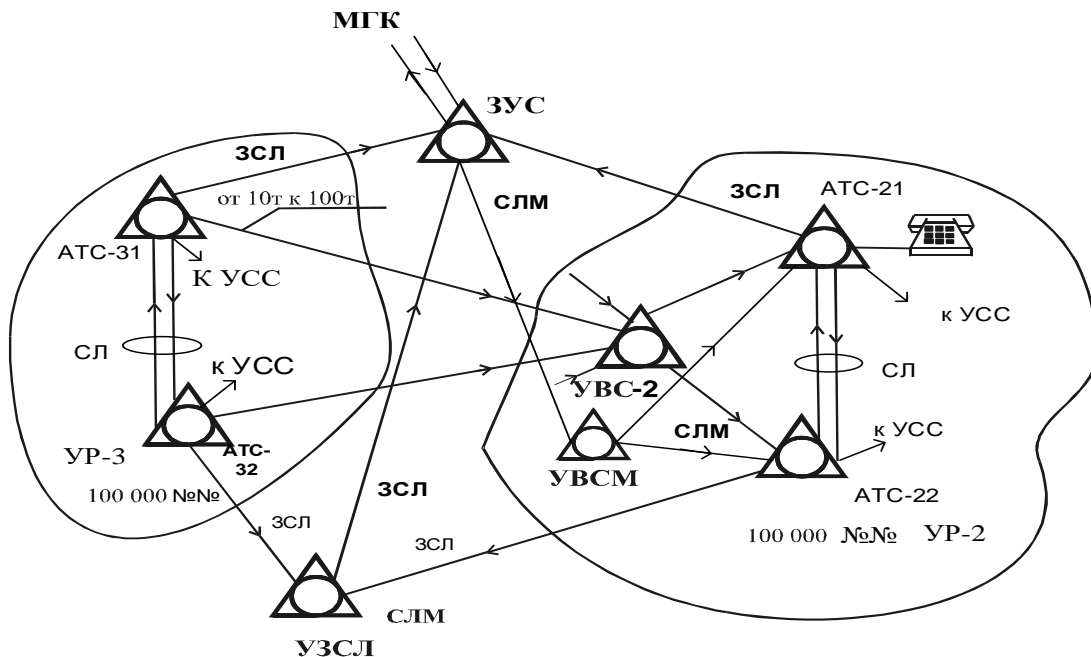 МГК
ЗУС
ЗСЛ
СЛМ
ЗСЛ
АТС-21
от 10т к 100т
АТС-31
К УСС
к УСС
СЛ
к УСС
УВС-2
СЛ
СЛМ
к УСС
УР-3
АТС-
32
УВСМ
ЗСЛ
АТС-22
100 000 №№
ЗСЛ
ЗСЛ
100 000 №№ УР-2
СЛМ
УЗСЛ